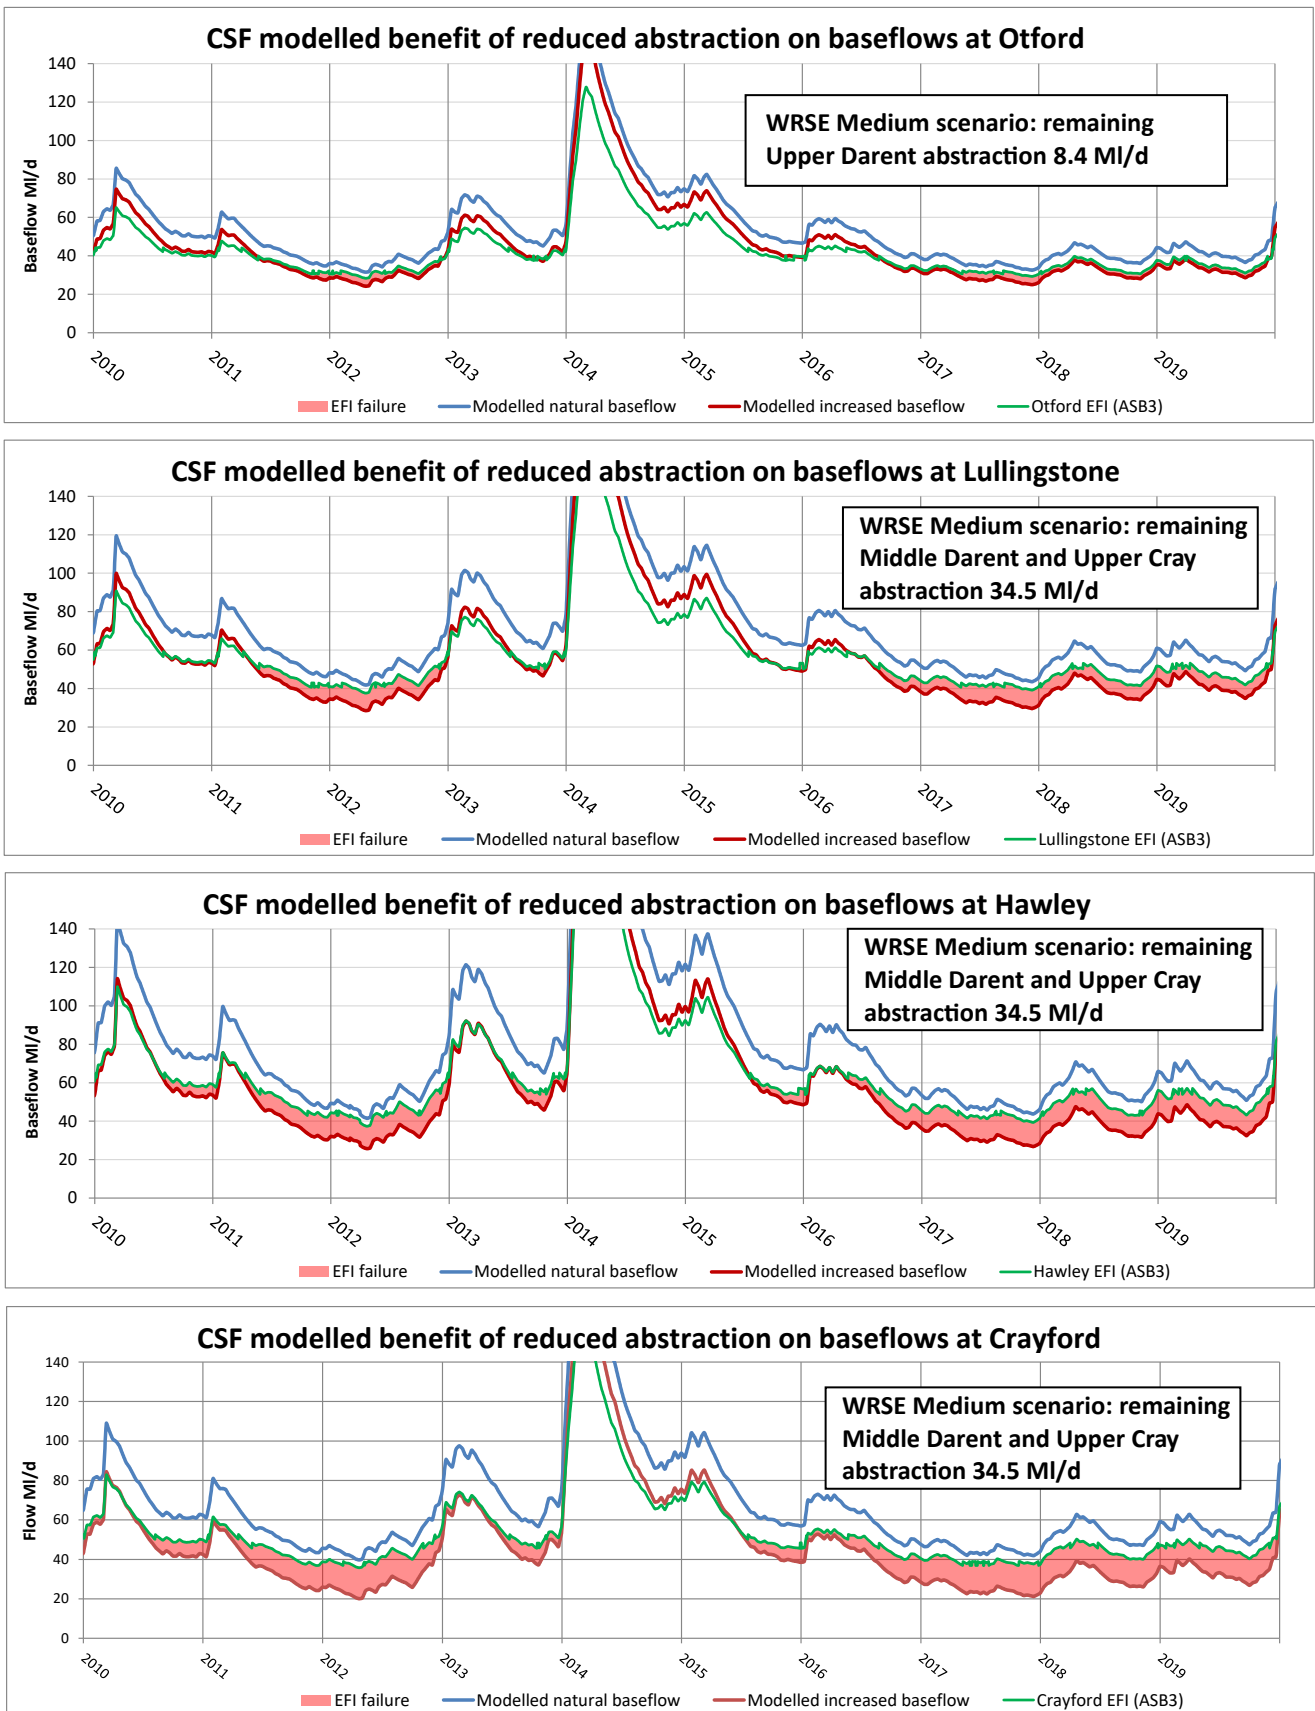 CSF modelled benefit of reduced abstraction on baseflows at Otford
WRSE Medium scenario: remaining
Upper Darent abstraction 8.4 Ml/d
Baseflow Ml/d
140
120
100
80
60
40
20
0
2010 2011 2012 2013 2014 2015 2016 2017 2018 2019
EFI failure Modelled natural baseflow Modelled increased baseflow Otford EFI (ASB3)
CSF modelled benefit of reduced abstraction on baseflows at Lullingstone
WRSE Medium scenario: remaining
Middle Darent and Upper Cray
abstraction 34.5 Ml/d
Baseflow Ml/d
140
120
100
80
60
40
20
0
2010 2011 2012 2013 2014 2015 2016 2017 2018 2019
EFI failure Modelled natural baseflow Modelled increased baseflow Lullingstone EFI (ASB3)
CSF modelled benefit of reduced abstraction on baseflows at Hawley
WRSE Medium scenario: remaining
Middle Darent and Upper Cray
abstraction 34.5 Ml/d
Baseflow Ml/d
140
120
100
80
60
40
20
0
2010 2011 2012 2013 2014 2015 2016 2017 2018 2019
EFI failure Modelled natural baseflow Modelled increased baseflow Hawley EFI (ASB3)
CSF modelled benefit of reduced abstraction on baseflows at Crayford
WRSE Medium scenario: remaining
Middle Darent and Upper Cray
abstraction 34.5 Ml/d
Flow Ml/d
140
120
100
80
60
40
20
0
2010 2011 2012 2013 2014 2015 2016 2017 2018 2019
EFI failure Modelled natural baseflow Modelled increased baseflow Crayford EFI (ASB3)